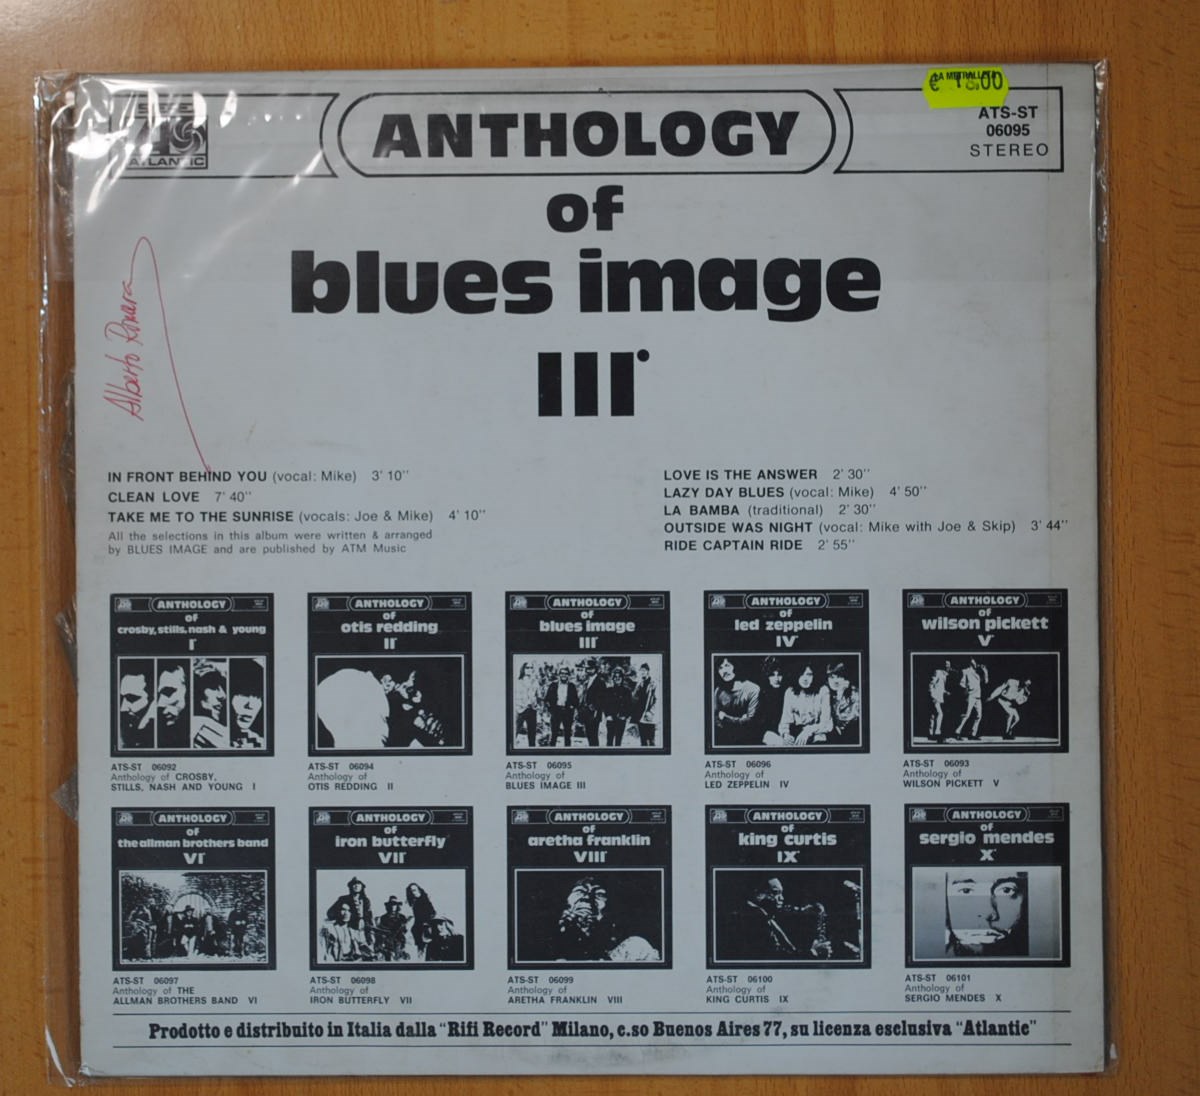 LA METRALLETA
€ 18.00
STEREO
ATLANTIC
ANTHOLOGY
ATS-ST
06095
STEREO
of
blues image
III°
Alberto Romara
IN FRONT BEHIND YOU (vocal: Mike) 3' 10''
CLEAN LOVE 7' 40''
TAKE ME TO THE SUNRISE (vocals: Joe & Mike) 4' 10''
All the selections in this album were written & arranged
by BLUES IMAGE and are published by ATM Music
LOVE IS THE ANSWER 2' 30''
LAZY DAY BLUES (vocal: Mike) 4' 50''
LA BAMBA (traditional) 2' 30''
OUTSIDE WAS NIGHT (vocal: Mike with Joe & Skip) 3' 44''
RIDE CAPTAIN RIDE 2' 55''
ANTHOLOGY
of
crosby, stills, nash & young
I°
ATS-ST 06092
Anthology of CROSBY,
STILLS, NASH AND YOUNG I
ANTHOLOGY
of
otis redding
II°
ATS-ST 06094
Anthology of
OTIS REDDING II
ANTHOLOGY
of
blues image
III°
ATS-ST 06095
Anthology of
BLUES IMAGE III
ANTHOLOGY
of
led zeppelin
IV°
ATS-ST 06096
Anthology of
LED ZEPPELIN IV
ANTHOLOGY
of
wilson pickett
V°
ATS-ST 06093
Anthology of
WILSON PICKETT V
ANTHOLOGY
of
the allman brothers band
VI°
ATS-ST 06097
Anthology of THE
ALLMAN BROTHERS BAND VI
ANTHOLOGY
of
iron butterfly
VII°
ATS-ST 06098
Anthology of
IRON BUTTERFLY VII
ANTHOLOGY
of
aretha franklin
VIII°
ATS-ST 06099
Anthology of
ARETHA FRANKLIN VIII
ANTHOLOGY
of
king curtis
IX°
ATS-ST 06100
Anthology of
KING CURTIS IX
ANTHOLOGY
of
sergio mendes
X°
ATS-ST 06101
Anthology of
SERGIO MENDES X
Prodotto e distribuito in Italia dalla "Rifi Record" Milano, c.so Buenos Aires 77, su licenza esclusiva "Atlantic"